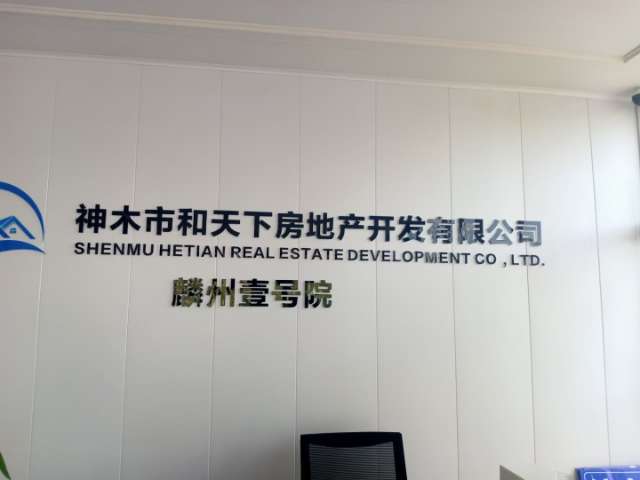 神木市和天下房地产开发有限公司
SHENMU HETIAN REAL ESTATE DEVELOPMENT CO , LTD.
麟州壹号院